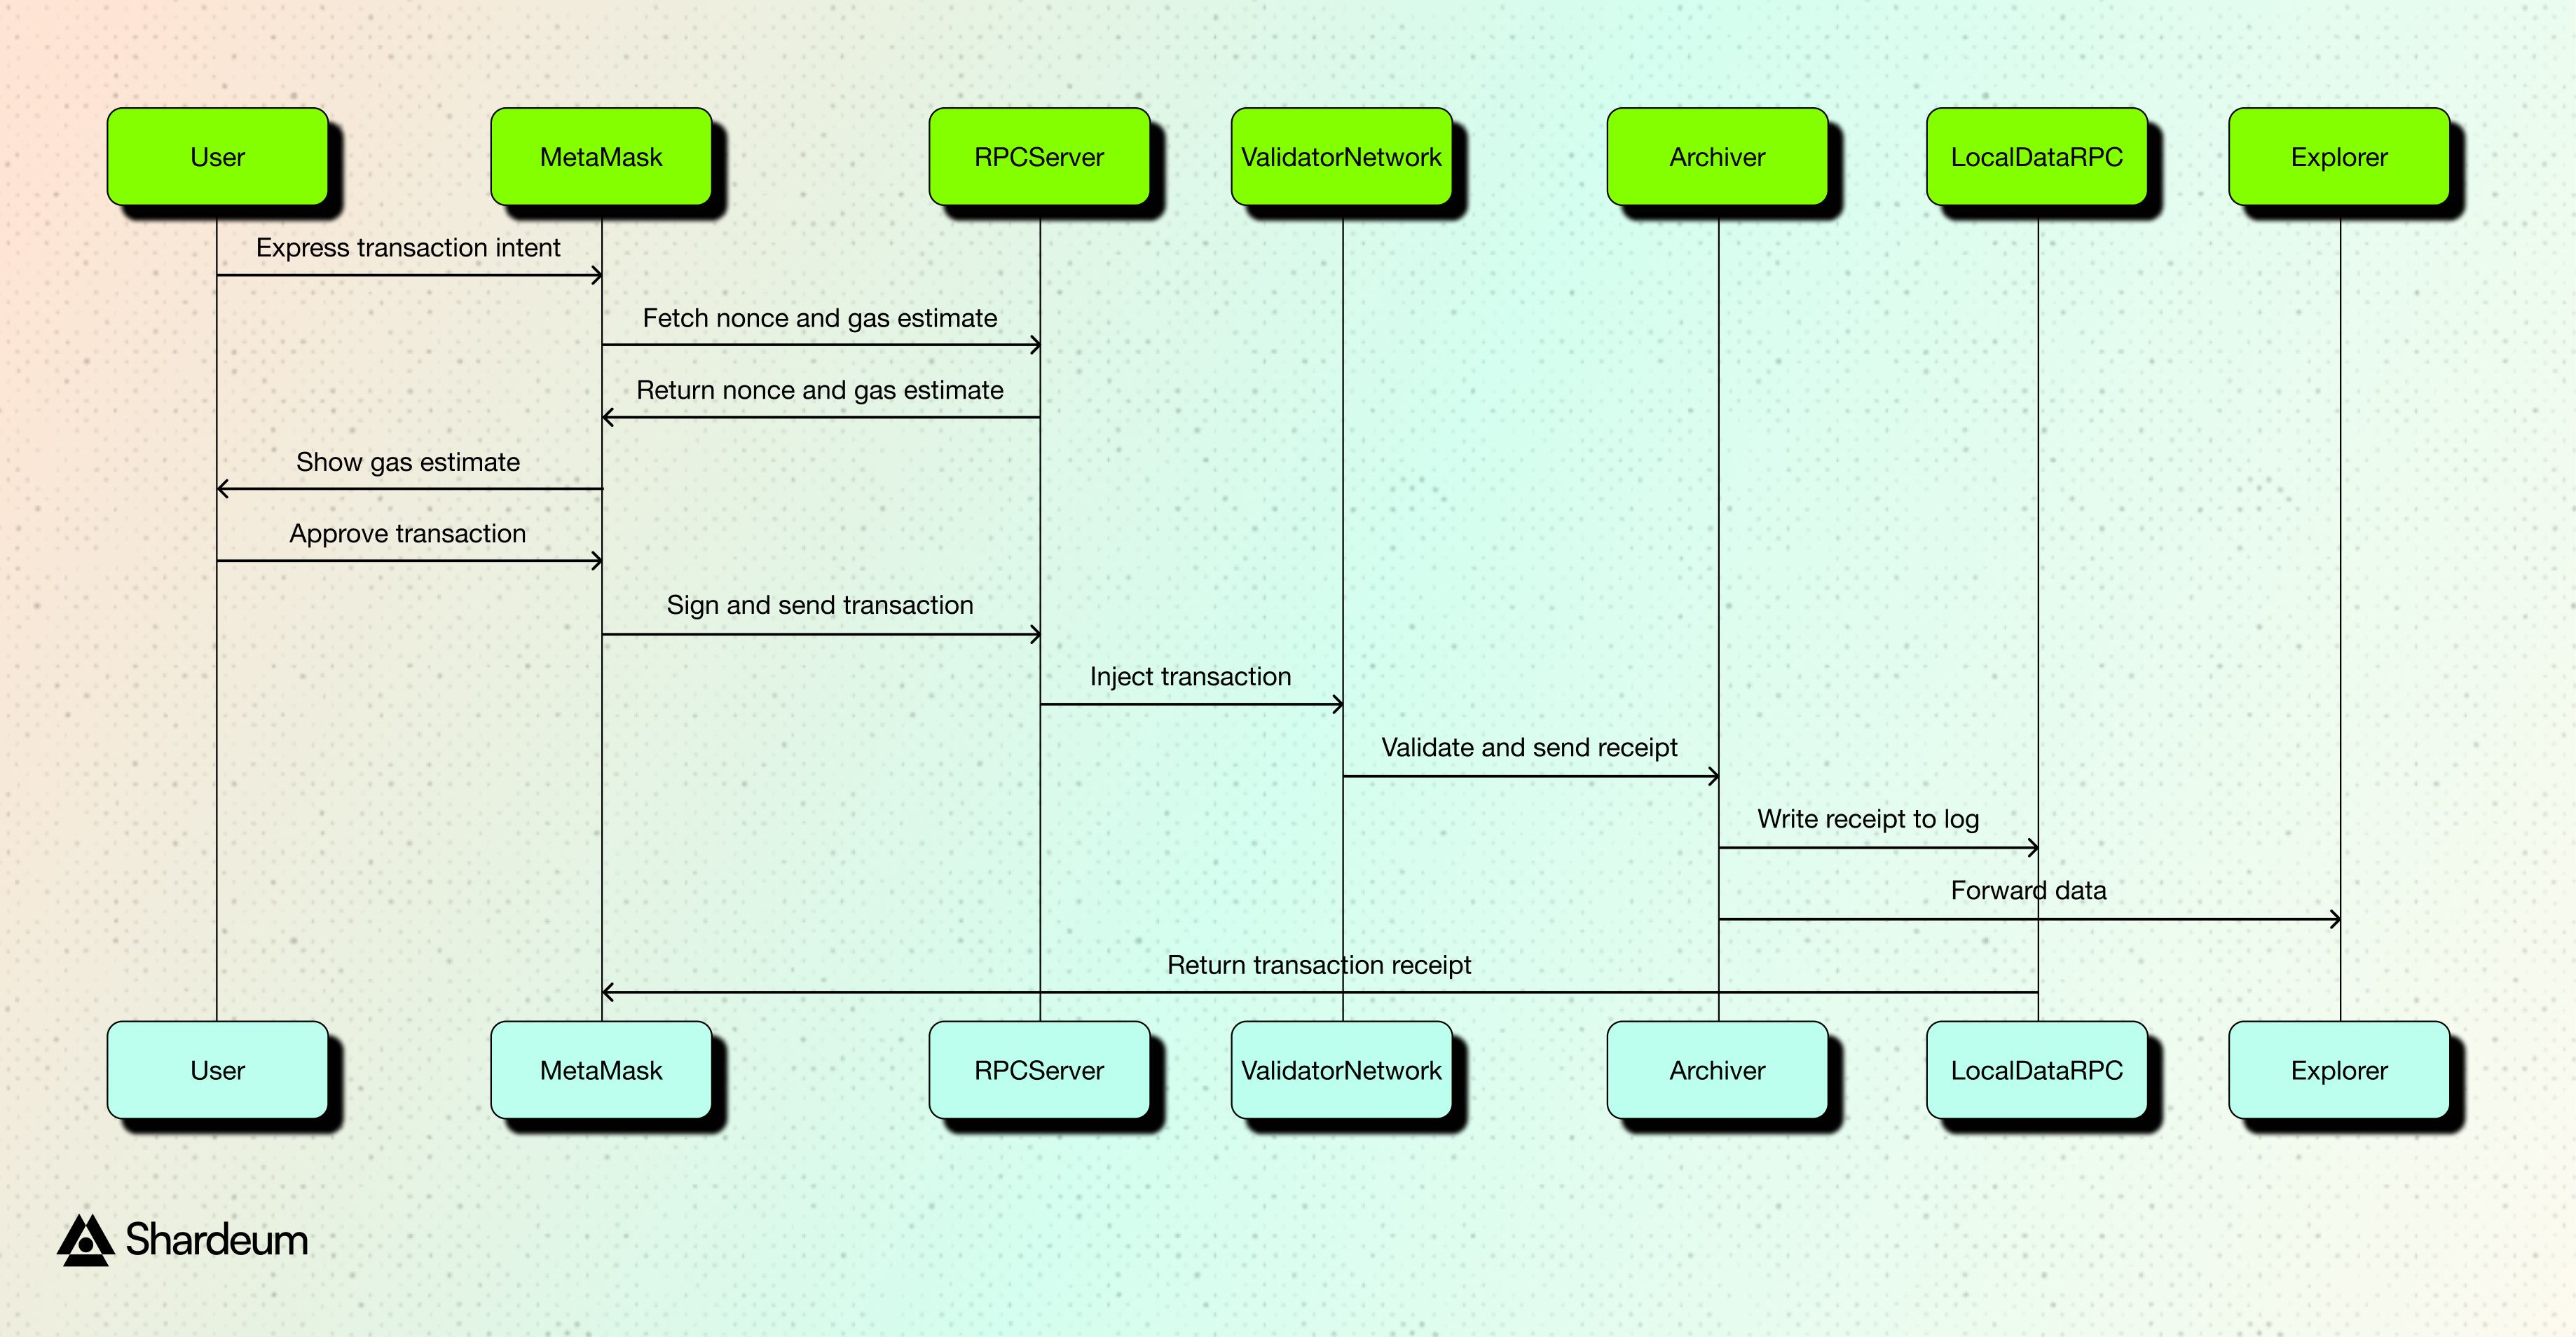 User
MetaMask
RPCServer
ValidatorNetwork
Archiver
LocalDataRPC
Explorer
Express transaction intent
Fetch nonce and gas estimate
Return nonce and gas estimate
Show gas estimate
Approve transaction
Sign and send transaction
Inject transaction
Validate and send receipt
Write receipt to log
Forward data
Return transaction receipt
User
MetaMask
RPCServer
ValidatorNetwork
Archiver
LocalDataRPC
Explorer
Shardeum